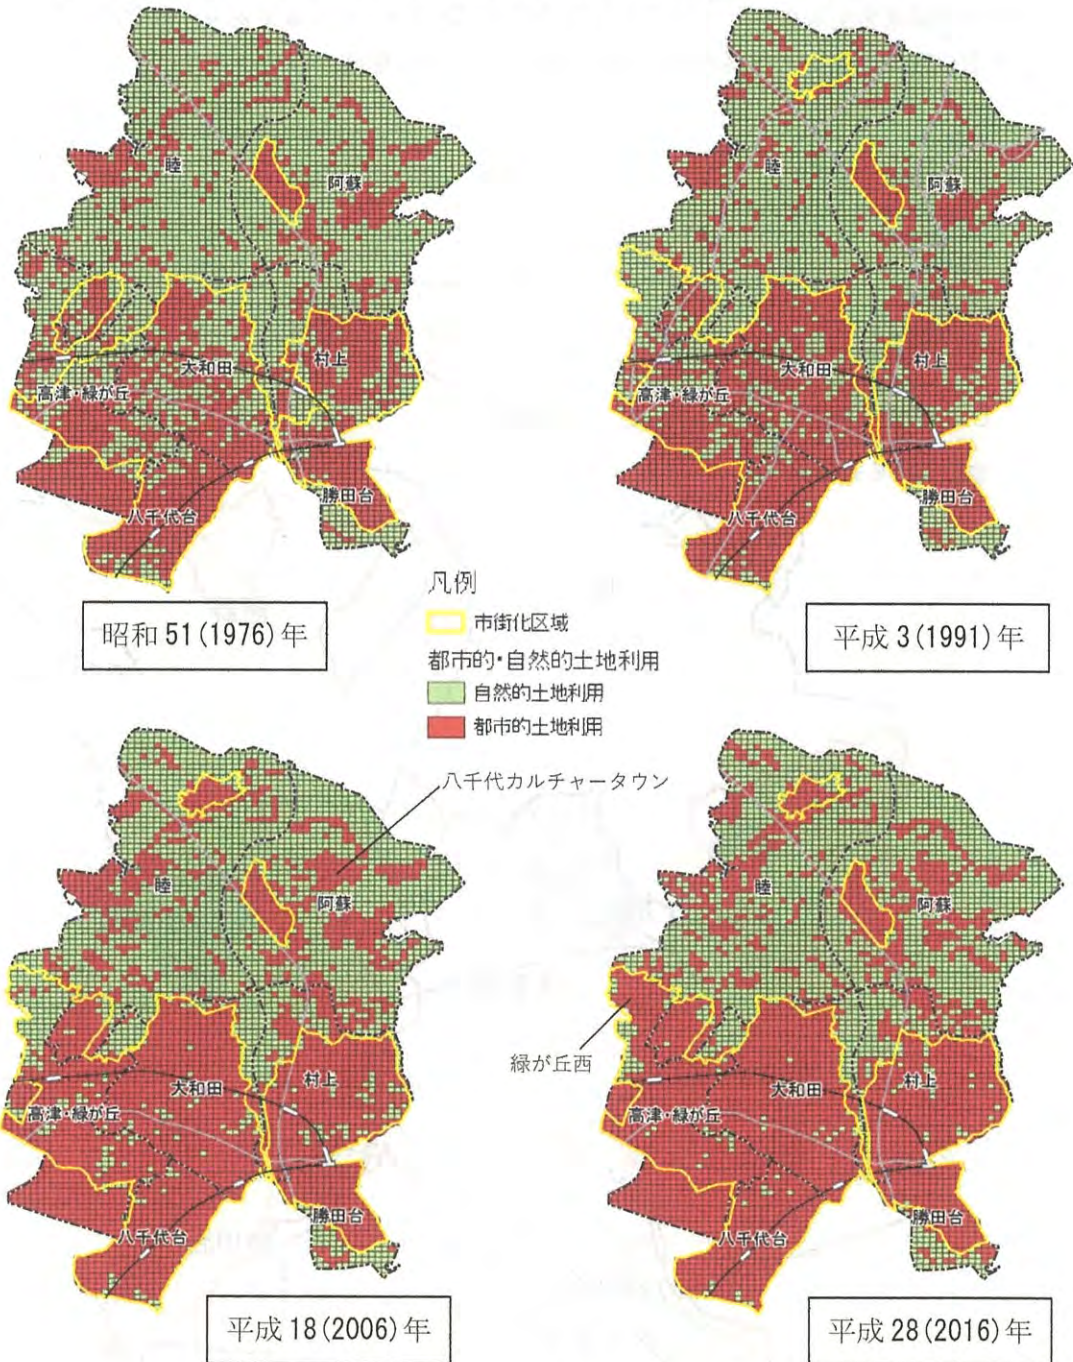 睦
阿蘇
大和田
村上
高津・緑が丘
勝田台
八千代台
昭和51(1976)年
睦
阿蘇
大和田
村上
高津・緑が丘
勝田台
八千代台
平成3(1991)年
凡例
市街化区域
都市的・自然的土地利用
自然的土地利用
都市的土地利用
八千代カルチャータウン
睦
阿蘇
大和田
村上
高津・緑が丘
勝田台
八千代台
平成18(2006)年
睦
阿蘇
緑が丘西
大和田
村上
高津・緑が丘
勝田台
八千代台
平成28(2016)年